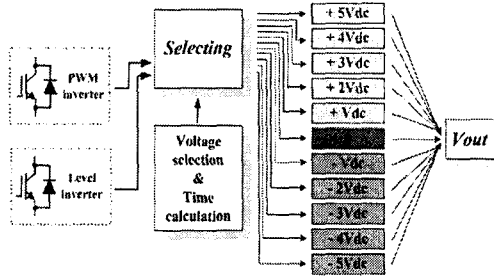 PWM
inverter
Level
inverter
Selecting
Voltage
selection
&
Time
calculation
+ 5Vdc
+ 4Vdc
+ 3Vdc
+ 2Vdc
+ Vdc
- Vdc
- 2Vdc
- 3Vdc
- 4Vdc
- 5Vdc
Vout